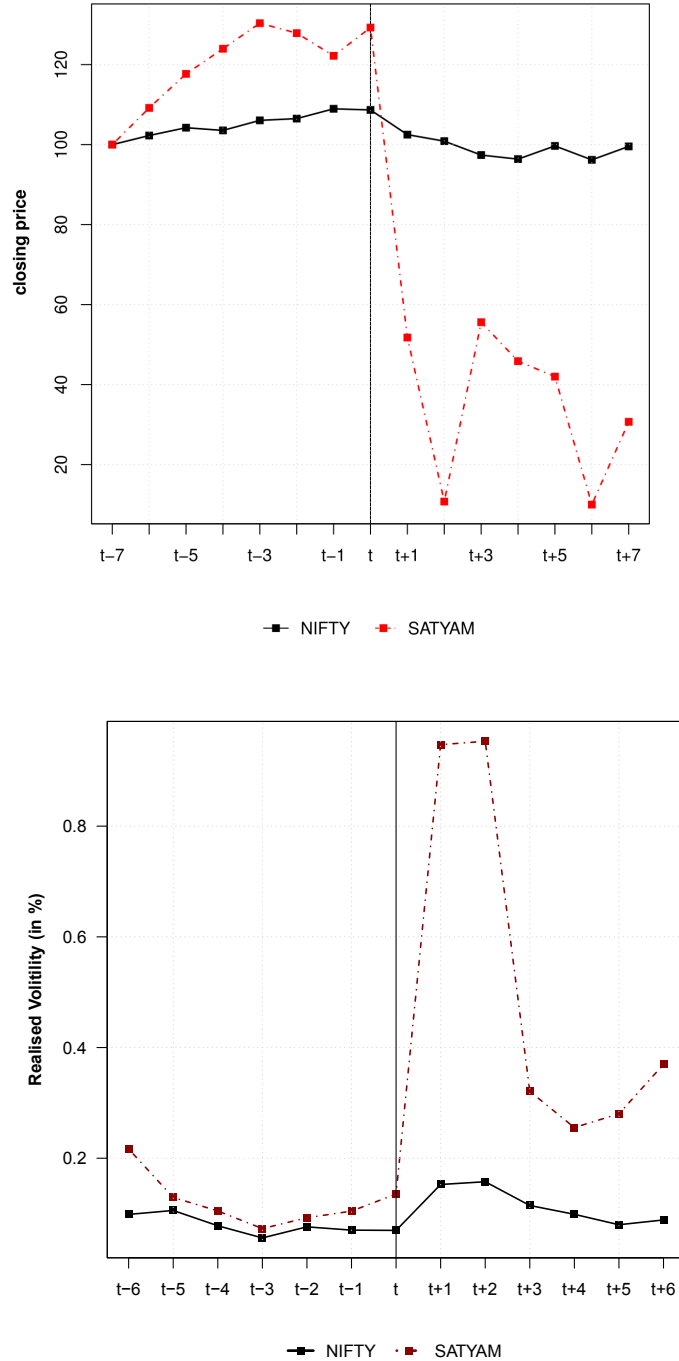 closing price
120
100
80
60
40
20
t−7 t−5 t−3 t−1 t t+1 t+3 t+5 t+7
NIFTY SATYAM
Realised Volitility (in %)
0.8
0.6
0.4
0.2
t−6 t−5 t−4 t−3 t−2 t−1 t t+1 t+2 t+3 t+4 t+5 t+6
NIFTY SATYAM